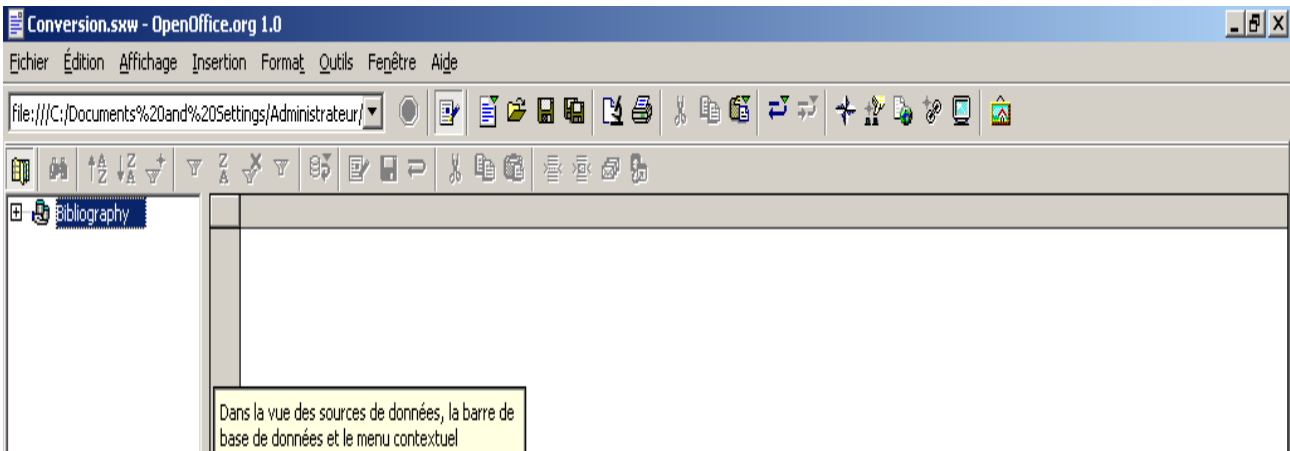 Conversion.sxw - OpenOffice.org 1.0
Fichier Édition Affichage Insertion Format Outils Fenêtre Aide
file:///C:/Documents%20and%20Settings/Administrateur/
Bibliography
Dans la vue des sources de données, la barre de
base de données et le menu contextuel